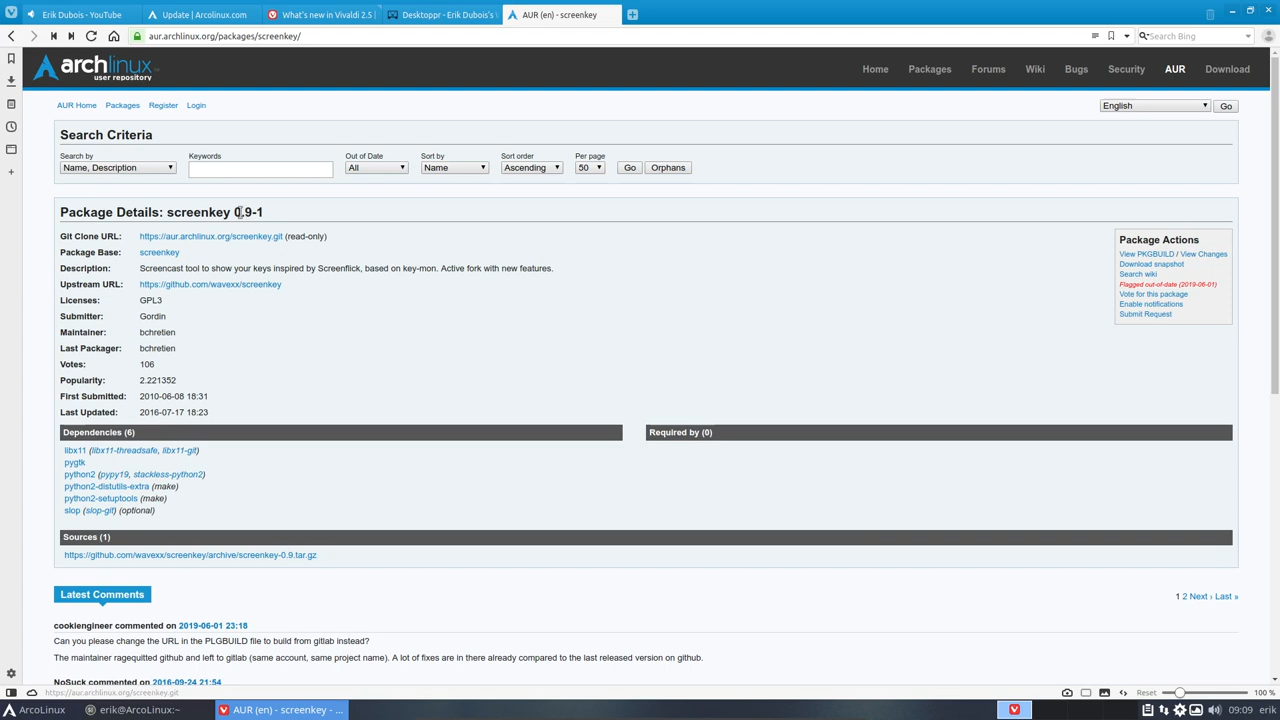 Erik Dubois - YouTube
Update | Arcolinux.com
What's new in Vivaldi 2.5 |
Desktoppr - Erik Dubois's
AUR (en) - screenkey
aur.archlinux.org/packages/screenkey/
Search Bing
archlinux
user repository
Home Packages Forums Wiki Bugs Security AUR Download
AUR Home Packages Register Login
English Go
Search Criteria
Search by Keywords Out of Date Sort by Sort order Per page
Name, Description All Name Ascending 50 Go Orphans
Package Details: screenkey 0.9-1
Git Clone URL: https://aur.archlinux.org/screenkey.git (read-only)
Package Base: screenkey
Description: Screencast tool to show your keys inspired by Screenflick, based on key-mon. Active fork with new features.
Upstream URL: https://github.com/wavexx/screenkey
Licenses: GPL3
Submitter: Gordin
Maintainer: bchretien
Last Packager: bchretien
Votes: 106
Popularity: 2.221352
First Submitted: 2010-06-08 18:31
Last Updated: 2016-07-17 18:23
Package Actions
View PKGBUILD / View Changes
Download snapshot
Search wiki
Flagged out-of-date (2019-06-01)
Vote for this package
Enable notifications
Submit Request
Dependencies (6)
libx11 (libx11-threadsafe, libx11-git)
pygtk
python2 (pypy19, stackless-python2)
python2-distutils-extra (make)
python2-setuptools (make)
slop (slop-git) (optional)
Required by (0)
Sources (1)
https://github.com/wavexx/screenkey/archive/screenkey-0.9.tar.gz
Latest Comments
1 2 Next › Last »
cookiengineer commented on 2019-06-01 23:18
Can you please change the URL in the PLGBUILD file to build from gitlab instead?
The maintainer ragequitted github and left to gitlab (same account, same project name). A lot of fixes are in there already compared to the last released version on github.
NoSuck commented on 2016-09-24 21:54
https://aur.archlinux.org/screenkey.git
Reset 100 %
ArcoLinux
erik@ArcoLinux:~
AUR (en) - screenkey - ...
09:09 erik